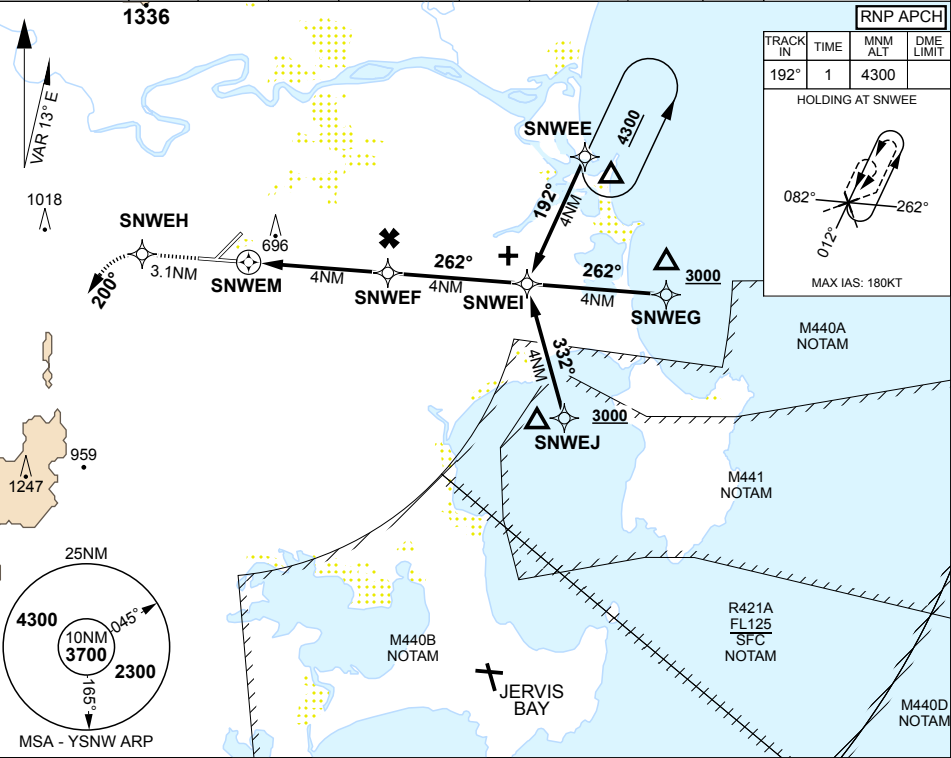 1336
RNP APCH
TRACK IN
TIME
MNM ALT
DME LIMIT
192°
1
4300
HOLDING AT SNWEE
082°
262°
012°
MAX IAS: 180KT
VAR 13° E
1018
SNWEE
4300
192°
4NM
SNWEH
696
3.1NM
200°
SNWEM
4NM
SNWEF
262°
4NM
SNWEI
262°
4NM
3000
SNWEG
332°
4NM
3000
SNWEJ
M440A
NOTAM
959
1247
M441
NOTAM
25NM
4300
10NM
3700
045°
2300
165°
MSA - YSNW ARP
M440B
NOTAM
R421A
FL125
SFC
NOTAM
JERVIS
BAY
M440D
NOTAM